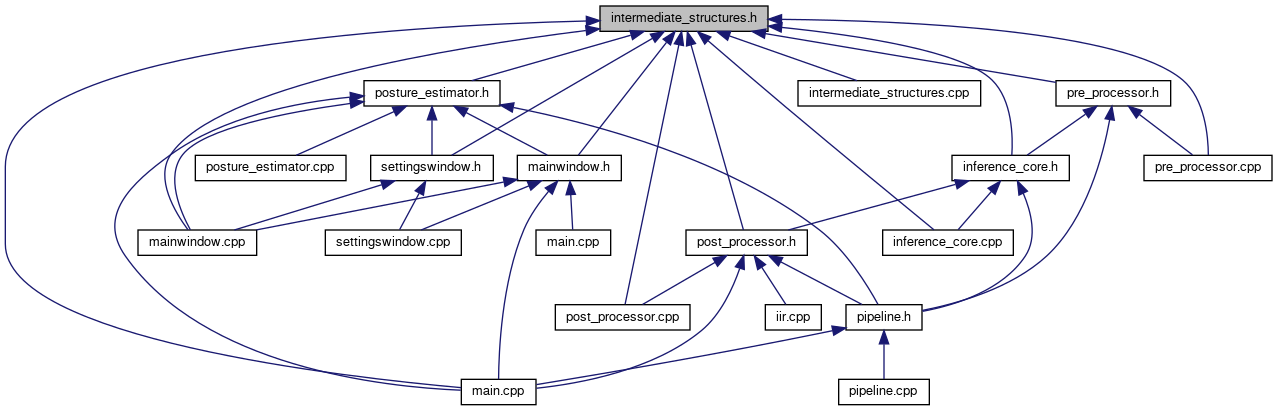 intermediate_structures.h
posture_estimator.h
intermediate_structures.cpp
pre_processor.h
posture_estimator.cpp
settingswindow.h
mainwindow.h
inference_core.h
pre_processor.cpp
mainwindow.cpp
settingswindow.cpp
main.cpp
post_processor.h
inference_core.cpp
post_processor.cpp
iir.cpp
pipeline.h
main.cpp
pipeline.cpp